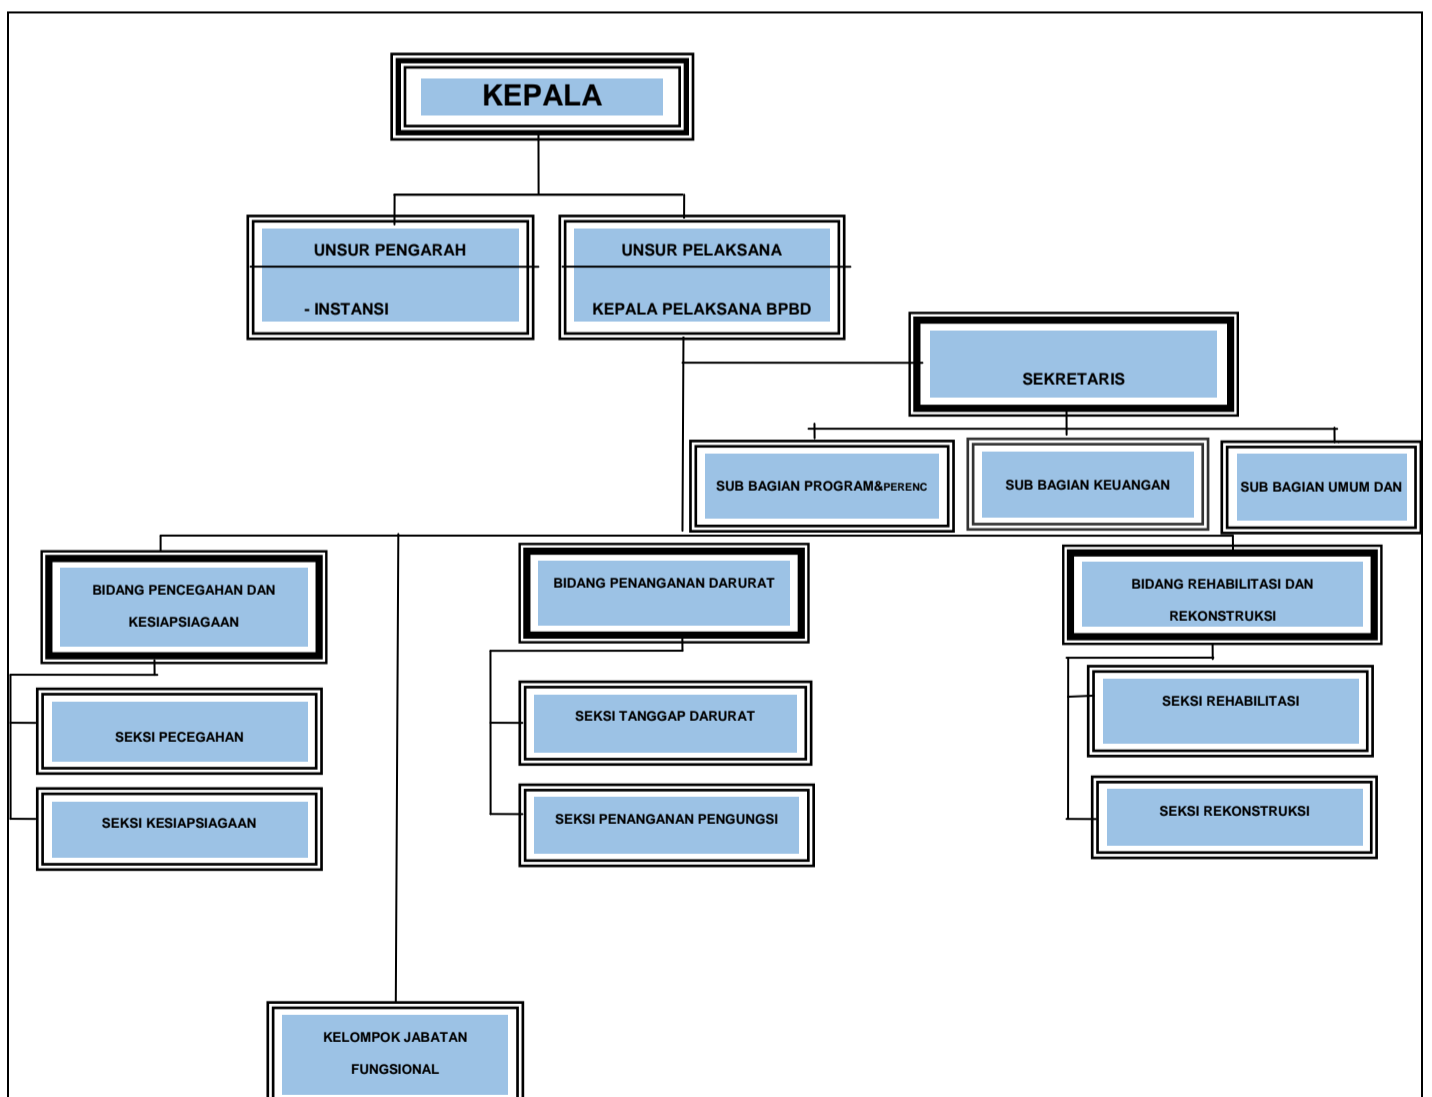 KEPALA
UNSUR PENGARAH
- INSTANSI
UNSUR PELAKSANA
KEPALA PELAKSANA BPBD
SEKRETARIS
SUB BAGIAN PROGRAM&PERENC
SUB BAGIAN KEUANGAN
SUB BAGIAN UMUM DAN
BIDANG PENCEGAHAN DAN
KESIAPSIAGAAN
BIDANG PENANGANAN DARURAT
BIDANG REHABILITASI DAN
REKONSTRUKSI
SEKSI PECEGAHAN
SEKSI TANGGAP DARURAT
SEKSI REHABILITASI
SEKSI KESIAPSIAGAAN
SEKSI PENANGANAN PENGUNGSI
SEKSI REKONSTRUKSI
KELOMPOK JABATAN
FUNGSIONAL